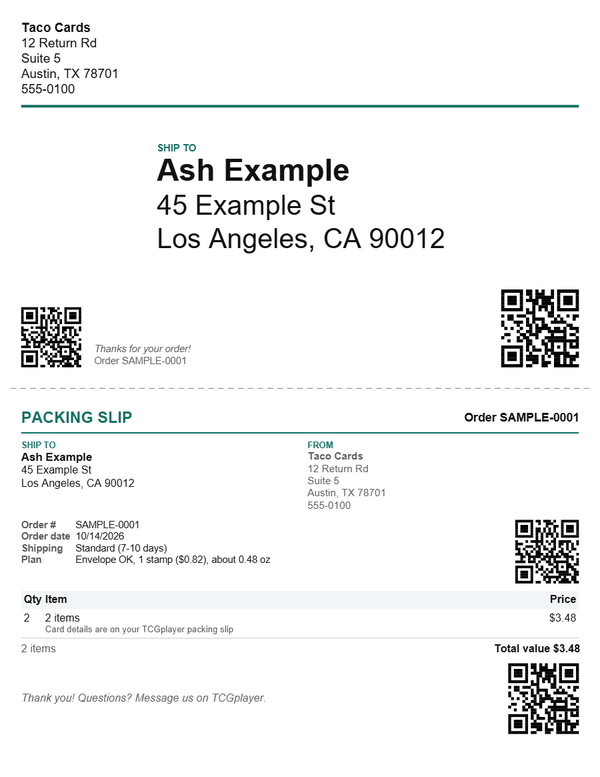 Taco Cards
12 Return Rd
Suite 5
Austin, TX 78701
555-0100
SHIP TO
Ash Example
45 Example St
Los Angeles, CA 90012
Thanks for your order!
Order SAMPLE-0001
PACKING SLIP
Order SAMPLE-0001
SHIP TO
Ash Example
45 Example St
Los Angeles, CA 90012
FROM
Taco Cards
12 Return Rd
Suite 5
Austin, TX 78701
555-0100
Order # SAMPLE-0001
Order date 10/14/2026
Shipping Standard (7-10 days)
Plan Envelope OK, 1 stamp ($0.82), about 0.48 oz
Qty Item Price
2 2 items $3.48
Card details are on your TCGplayer packing slip
2 items Total value $3.48
Thank you! Questions? Message us on TCGplayer.